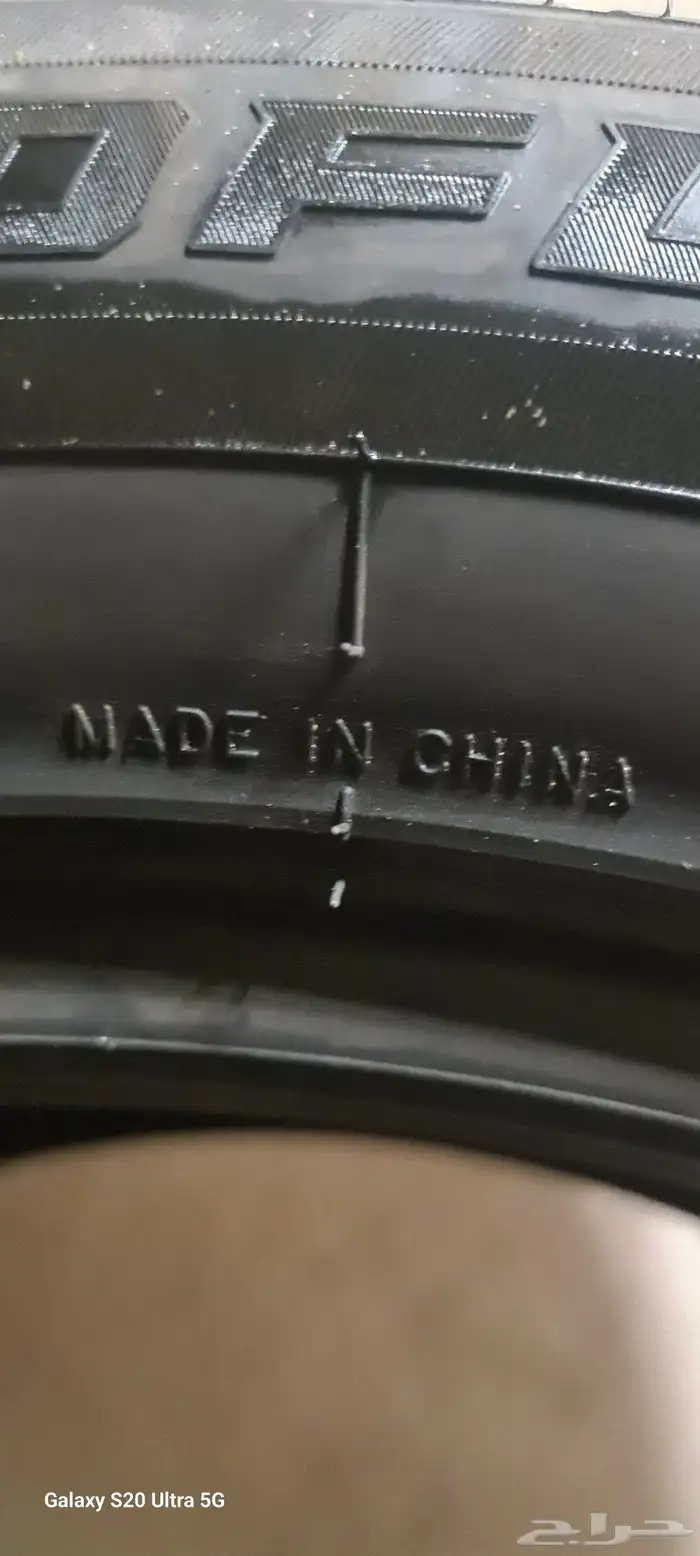 MADE IN CHINA
Galaxy S20 Ultra 5G
حراج